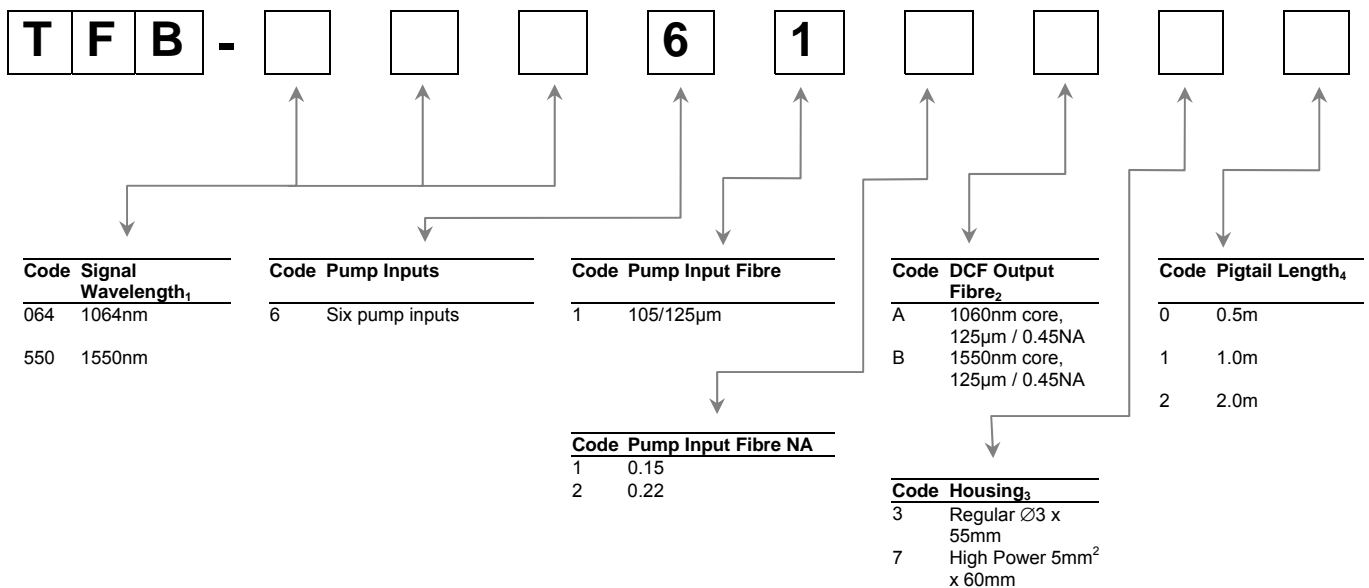 TFB- 6 1
Code Signal Wavelength₁
064 1064nm
550 1550nm
Code Pump Inputs
6 Six pump inputs
Code Pump Input Fibre
1 105/125µm
Code Pump Input Fibre NA
1 0.15
2 0.22
Code DCF Output Fibre₂
A 1060nm core,
125µm / 0.45NA
B 1550nm core,
125µm / 0.45NA
Code Housing₃
3 Regular ∅3 x
55mm
7 High Power 5mm²
x 60mm
Code Pigtail Length₄
0 0.5m
1 1.0m
2 2.0m